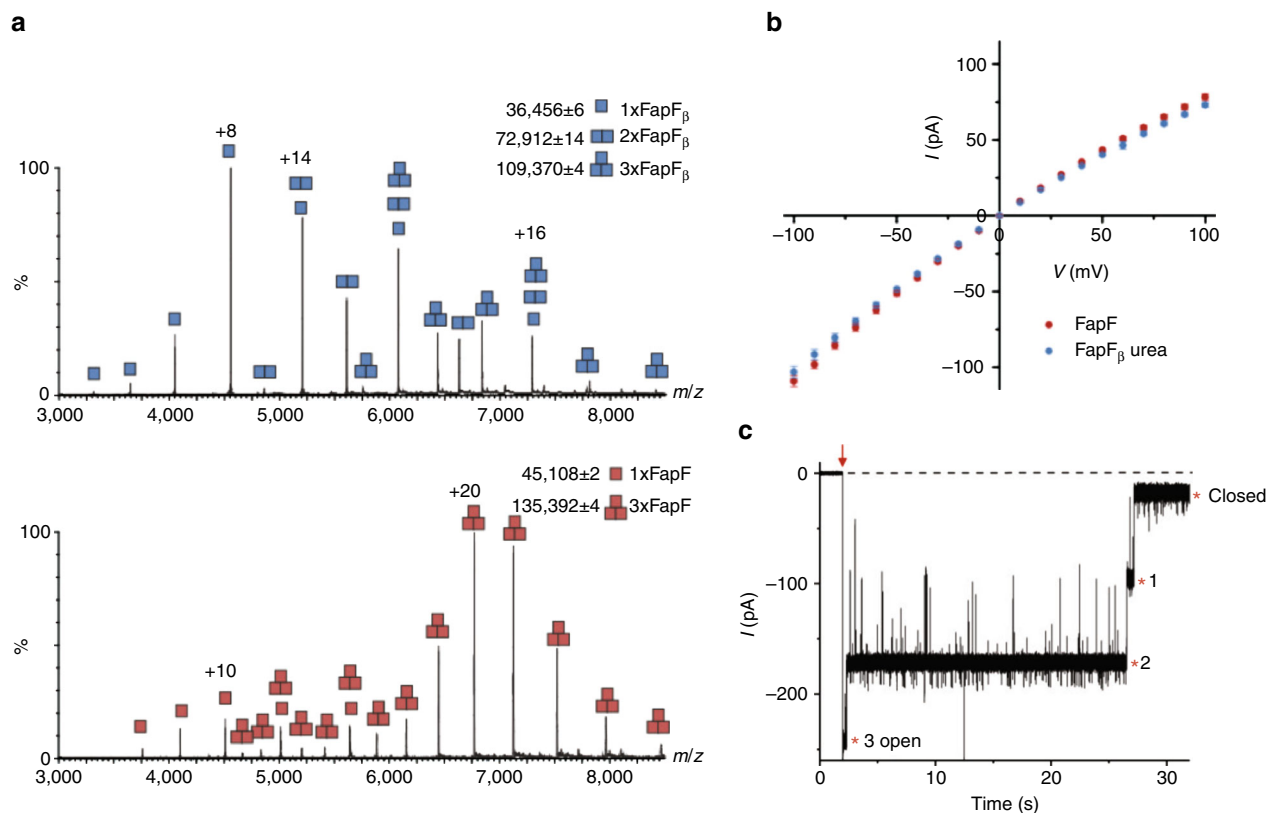 a
36,456±6 1xFapFβ
72,912±14 2xFapFβ
109,370±4 3xFapFβ
+8
+14
+16
100
%
0
3,000 4,000 5,000 6,000 7,000 8,000 m/z
45,108±2 1xFapF
135,392±4 3xFapF
+20
+10
100
%
0
3,000 4,000 5,000 6,000 7,000 8,000 m/z
b
100
50
I (pA)
0
−100 −50 0 50 100
V (mV)
−50
−100
FapF
FapFβ urea
c
0
−100
−200
I (pA)
* Closed
* 1
* 2
* 3 open
0 10 20 30
Time (s)